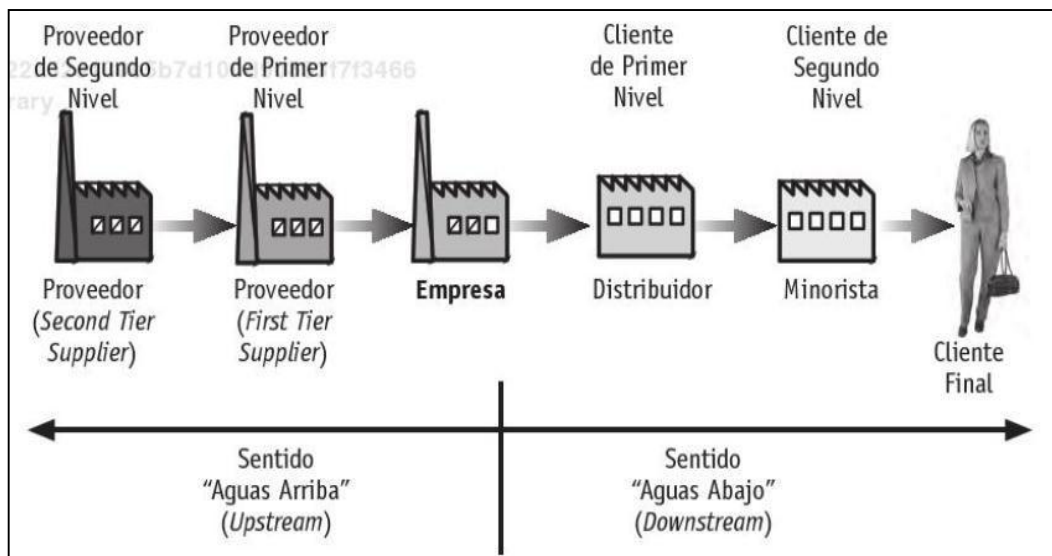 Proveedor
de Segundo
Nivel
Proveedor
de Primer
Nivel
Cliente
de Primer
Nivel
Cliente de
Segundo
Nivel
rary
Proveedor
(Second Tier
Supplier)
Proveedor
(First Tier
Supplier)
Empresa
Distribuidor
Minorista
Cliente
Final
Sentido
“Aguas Arriba”
(Upstream)
Sentido
“Aguas Abajo”
(Downstream)